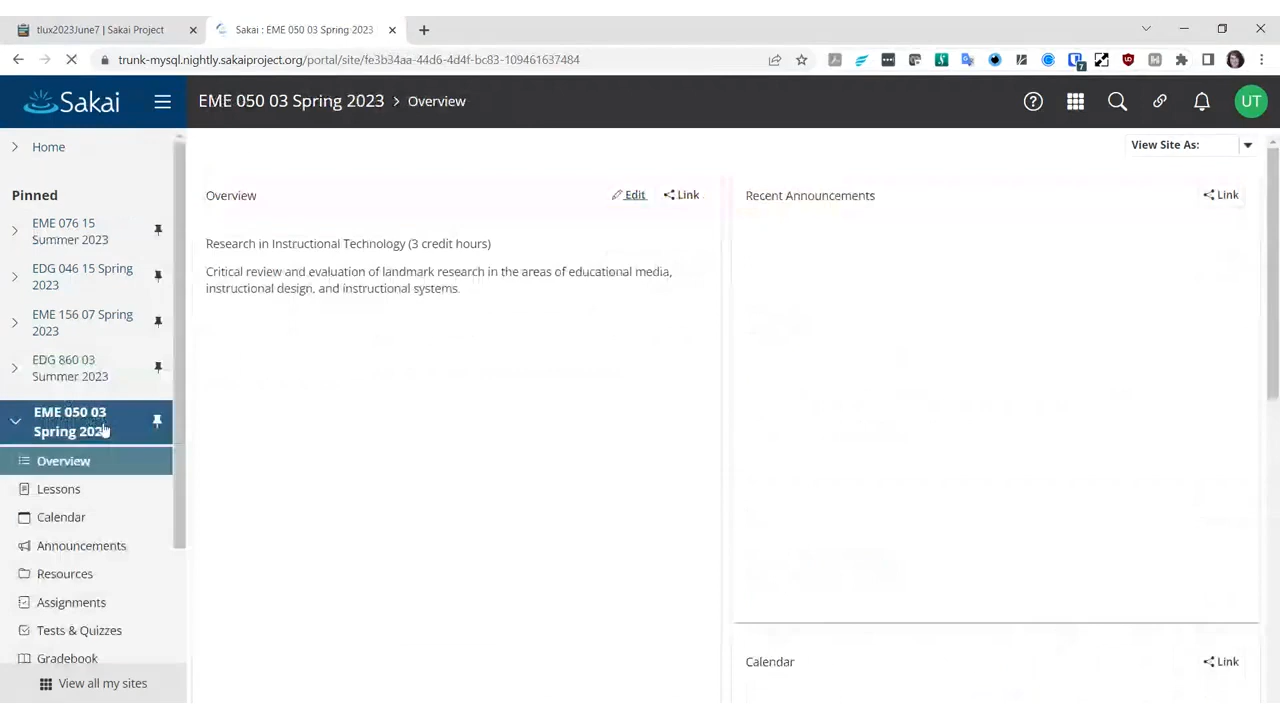 tlux2023June7 | Sakai Project
Sakai : EME 050 03 Spring 2023
trunk-mysql.nightly.sakaiproject.org/portal/site/fe3b34aa-44d6-4d4f-bc83-109461637484
7
Sakai
EME 050 03 Spring 2023 > Overview
UT
Home
View Site As:
Pinned
EME 076 15
Summer 2023
EDG 046 15 Spring
2023
EME 156 07 Spring
2023
EDG 860 03
Summer 2023
EME 050 03
Spring 2023
Overview
Lessons
Calendar
Announcements
Resources
Assignments
Tests & Quizzes
Gradebook
View all my sites
Overview
Edit
Link
Research in Instructional Technology (3 credit hours)
Critical review and evaluation of landmark research in the areas of educational media,
instructional design, and instructional systems.
Recent Announcements
Link
Calendar
Link